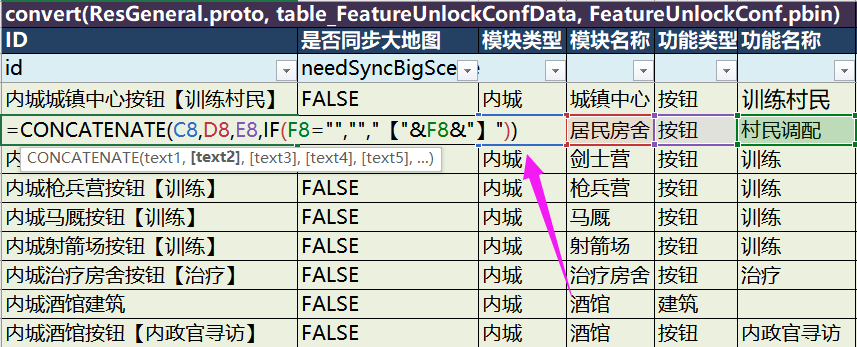 convert(ResGeneral.proto, table_FeatureUnlockConfData, FeatureUnlockConf.pbin)
ID 是否同步大地图 模块类型 模块名称 功能类型 功能名称
id needSyncBigScene
内城城镇中心按钮【训练村民】 FALSE 内城 城镇中心 按钮 训练村民
=CONCATENATE(C8,D8,E8,IF(F8="","","【"&F8&"】")) 居民房舍 按钮 村民调配
CONCATENATE(text1, [text2], [text3], [text4], [text5], ...) 内城 剑士营 按钮 训练
内城枪兵营按钮【训练】 FALSE 内城 枪兵营 按钮 训练
内城马厩按钮【训练】 FALSE 内城 马厩 按钮 训练
内城射箭场按钮【训练】 FALSE 内城 射箭场 按钮 训练
内城治疗房舍按钮【治疗】 FALSE 内城 治疗房舍 按钮 治疗
内城酒馆建筑 FALSE 内城 酒馆 建筑
内城酒馆按钮【内政官寻访】 FALSE 内城 酒馆 按钮 内政官寻访